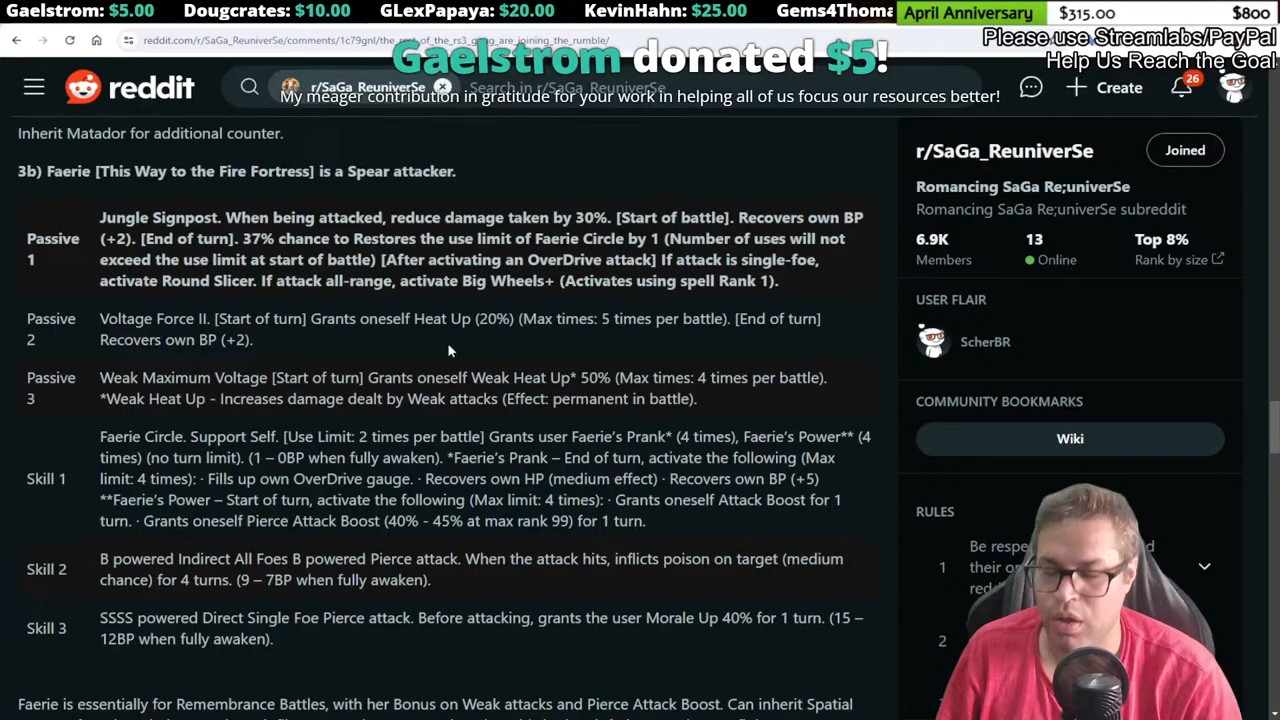 Gaelstrom: $5.00 Dougcrates: $10.00 GLexPapaya: $20.00 KevinHahn: $25.00 Gems4Thoma
April Anniversary $315.00 $800
reddit.com/r/SaGa_ReuniverSe/comments/1c79gnl/the_rest_of_the_rs3_gang_are_joining_the_rumble/
Please use Streamlabs/PayPal
Help Us Reach the Goal
Gaelstrom donated $5!
My meager contribution in gratitude for your work in helping all of us focus our resources better!
reddit r/SaGa_ReuniverSe Search in r/SaGa_ReuniverSe Create 26
Inherit Matador for additional counter.
3b) Faerie [This Way to the Fire Fortress] is a Spear attacker.
Passive 1
Jungle Signpost. When being attacked, reduce damage taken by 30%. [Start of battle]. Recovers own BP
(+2). [End of turn]. 37% chance to Restores the use limit of Faerie Circle by 1 (Number of uses will not
exceed the use limit at start of battle) [After activating an OverDrive attack] If attack is single-foe,
activate Round Slicer. If attack all-range, activate Big Wheels+ (Activates using spell Rank 1).
Passive 2
Voltage Force II. [Start of turn] Grants oneself Heat Up (20%) (Max times: 5 times per battle). [End of turn]
Recovers own BP (+2).
Passive 3
Weak Maximum Voltage [Start of turn] Grants oneself Weak Heat Up* 50% (Max times: 4 times per battle).
*Weak Heat Up - Increases damage dealt by Weak attacks (Effect: permanent in battle).
Skill 1
Faerie Circle. Support Self. [Use Limit: 2 times per battle] Grants user Faerie's Prank* (4 times), Faerie's Power** (4
times) (no turn limit). (1 – 0BP when fully awaken). *Faerie's Prank – End of turn, activate the following (Max
limit: 4 times): · Fills up own OverDrive gauge. · Recovers own HP (medium effect) · Recovers own BP (+5)
**Faerie's Power – Start of turn, activate the following (Max limit: 4 times): · Grants oneself Attack Boost for 1
turn. · Grants oneself Pierce Attack Boost (40% - 45% at max rank 99) for 1 turn.
Skill 2
B powered Indirect All Foes B powered Pierce attack. When the attack hits, inflicts poison on target (medium
chance) for 4 turns. (9 – 7BP when fully awaken).
Skill 3
SSSS powered Direct Single Foe Pierce attack. Before attacking, grants the user Morale Up 40% for 1 turn. (15 –
12BP when fully awaken).
Faerie is essentially for Remembrance Battles, with her Bonus on Weak attacks and Pierce Attack Boost. Can inherit Spatial
r/SaGa_ReuniverSe Joined
Romancing SaGa Re;univerSe
Romancing SaGa Re;univerSe subreddit
6.9K 13 Top 8%
Members Online Rank by size
USER FLAIR
ScherBR
COMMUNITY BOOKMARKS
Wiki
RULES
1 Be respe
their o
red
2